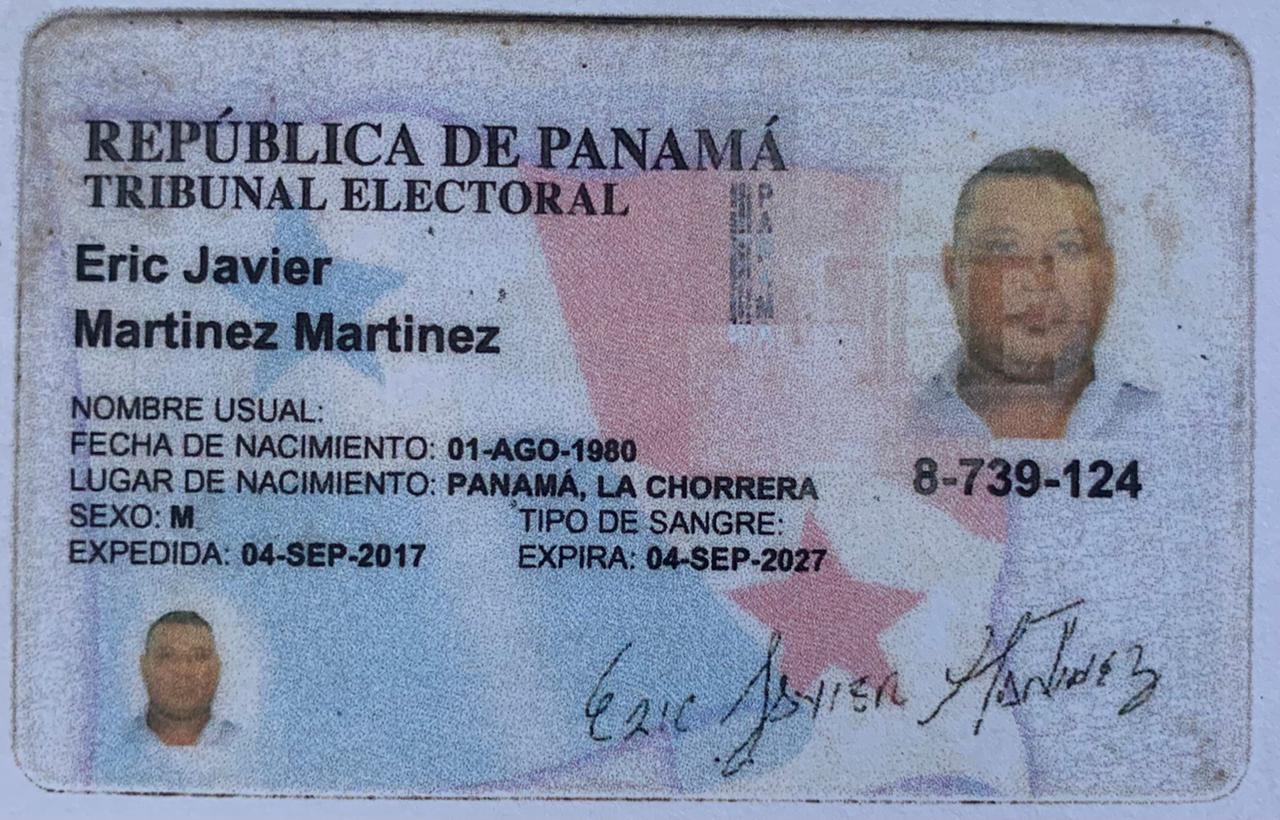 REPÚBLICA DE PANAMÁ
TRIBUNAL ELECTORAL
Eric Javier
Martinez Martinez
NOMBRE USUAL:
FECHA DE NACIMIENTO: 01-AGO-1980
LUGAR DE NACIMIENTO: PANAMÁ, LA CHORRERA
8-739-124
SEXO: M TIPO DE SANGRE:
EXPEDIDA: 04-SEP-2017 EXPIRA: 04-SEP-2027
Eric Javier Martinez